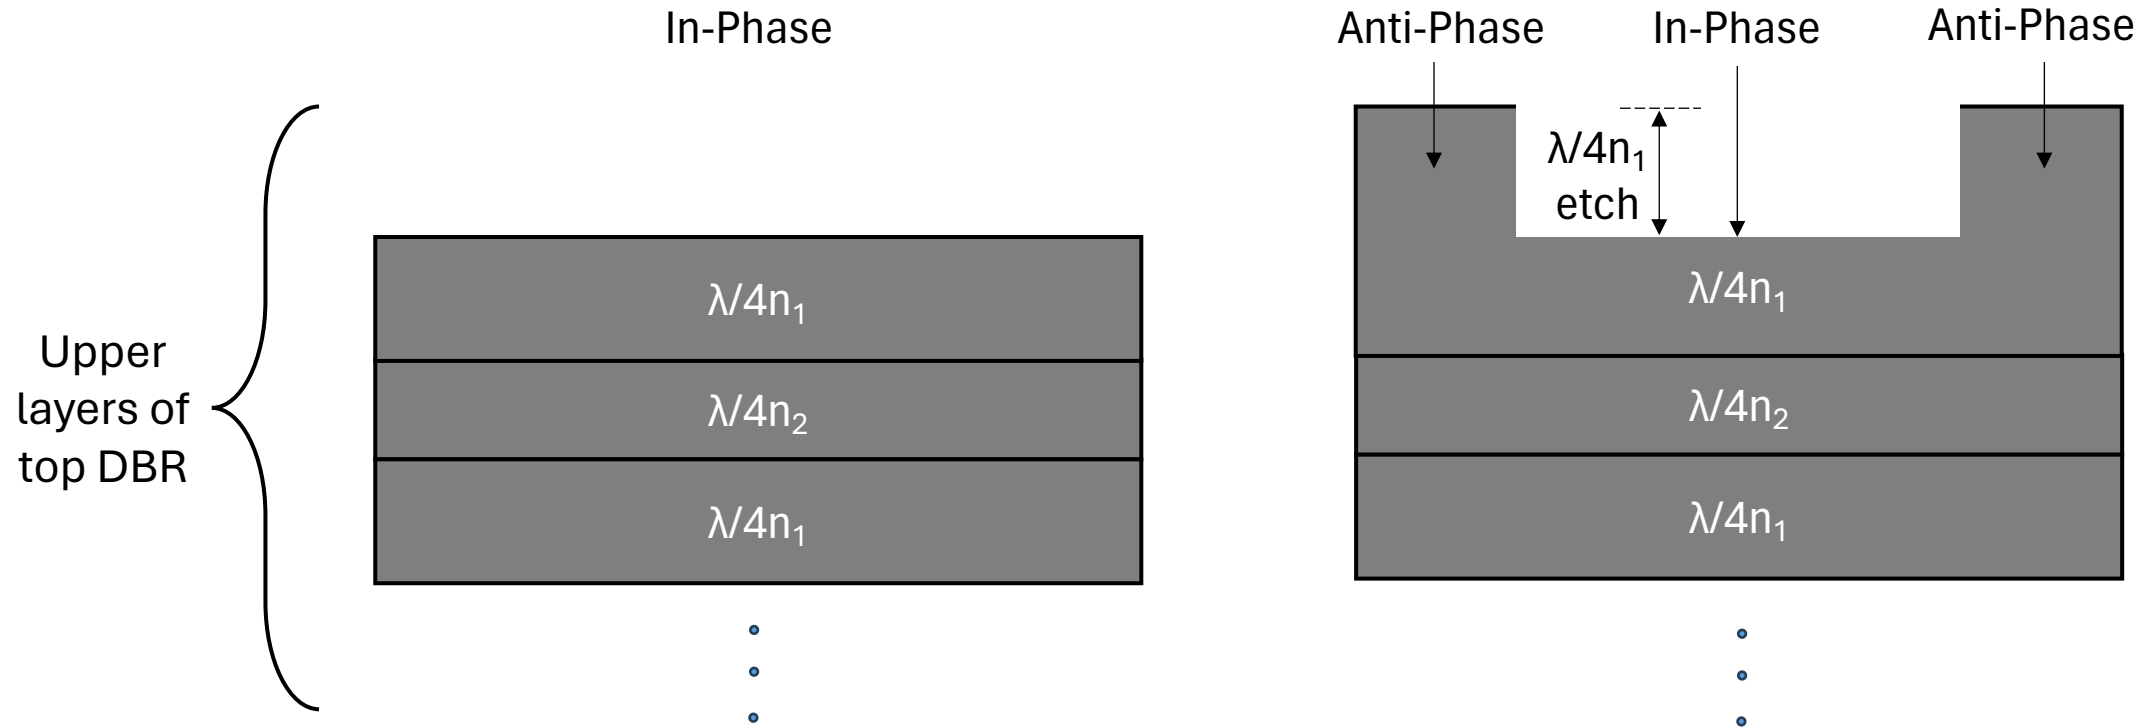 In-Phase
Upper
layers of
top DBR
λ/4n₁
λ/4n₂
λ/4n₁
Anti-Phase
In-Phase
Anti-Phase
λ/4n₁
etch
λ/4n₁
λ/4n₂
λ/4n₁